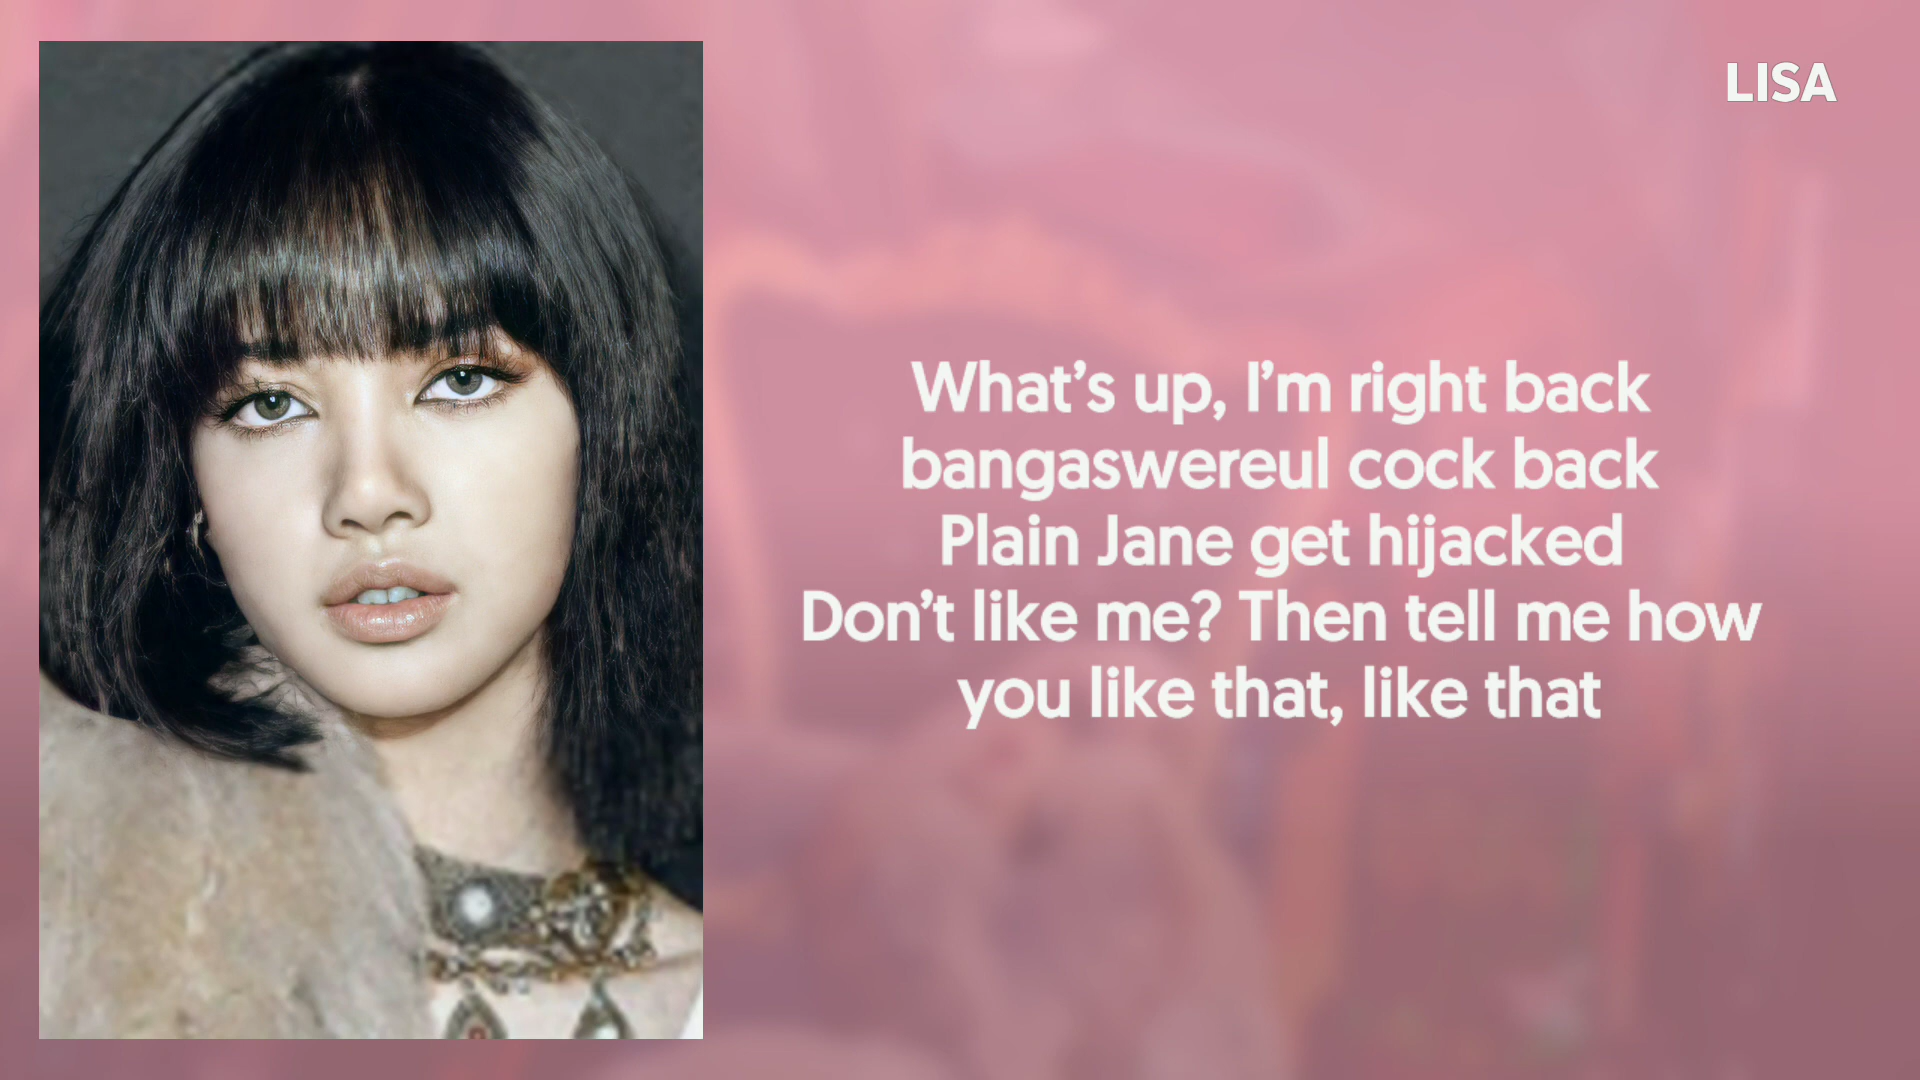 LISA
What's up, I'm right back
bangaswereul cock back
Plain Jane get hijacked
Don't like me? Then tell me how
you like that, like that